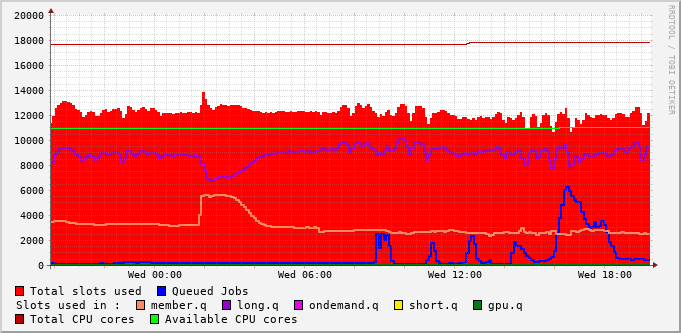 20000
18000
16000
14000
12000
10000
8000
6000
4000
2000
0
Wed 00:00 Wed 06:00 Wed 12:00 Wed 18:00
Total slots used Queued Jobs
Slots used in : member.q long.q ondemand.q short.q gpu.q
Total CPU cores Available CPU cores
RRDTOOL / TOBI OETIKER